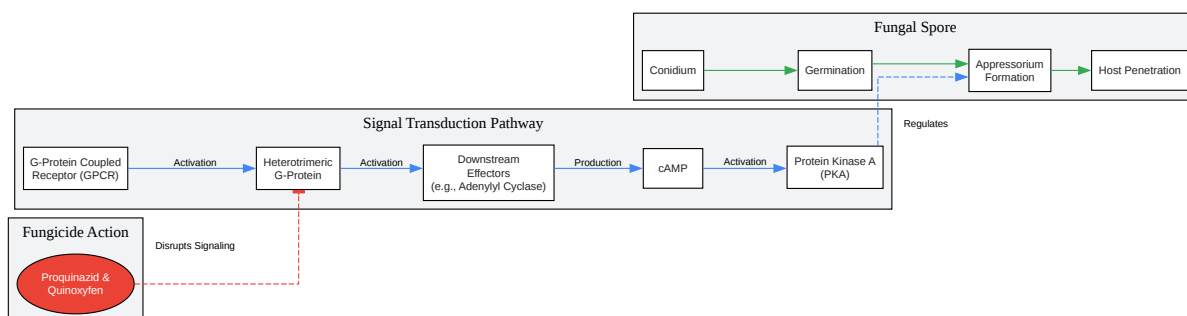 Fungal Spore
Conidium
Germination
Appressorium
Formation
Host Penetration
Regulates
Signal Transduction Pathway
G-Protein Coupled
Receptor (GPCR)
Activation
Heterotrimeric
G-Protein
Activation
Downstream
Effectors
(e.g., Adenylyl Cyclase)
Production
cAMP
Activation
Protein Kinase A
(PKA)
Fungicide Action
Disrupts Signaling
Proquinazid &
Quinoxyfen